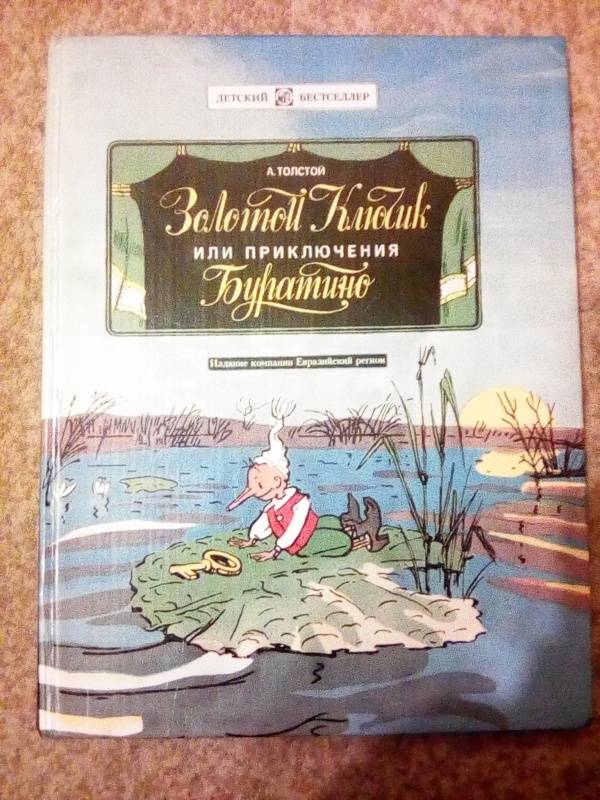 ДЕТСКИЙ БЕСТСЕЛЛЕР
А.ТОЛСТОЙ
Золотой Ключик
ИЛИ ПРИКЛЮЧЕНИЯ
Буратино
Издание компании Евразийский регион